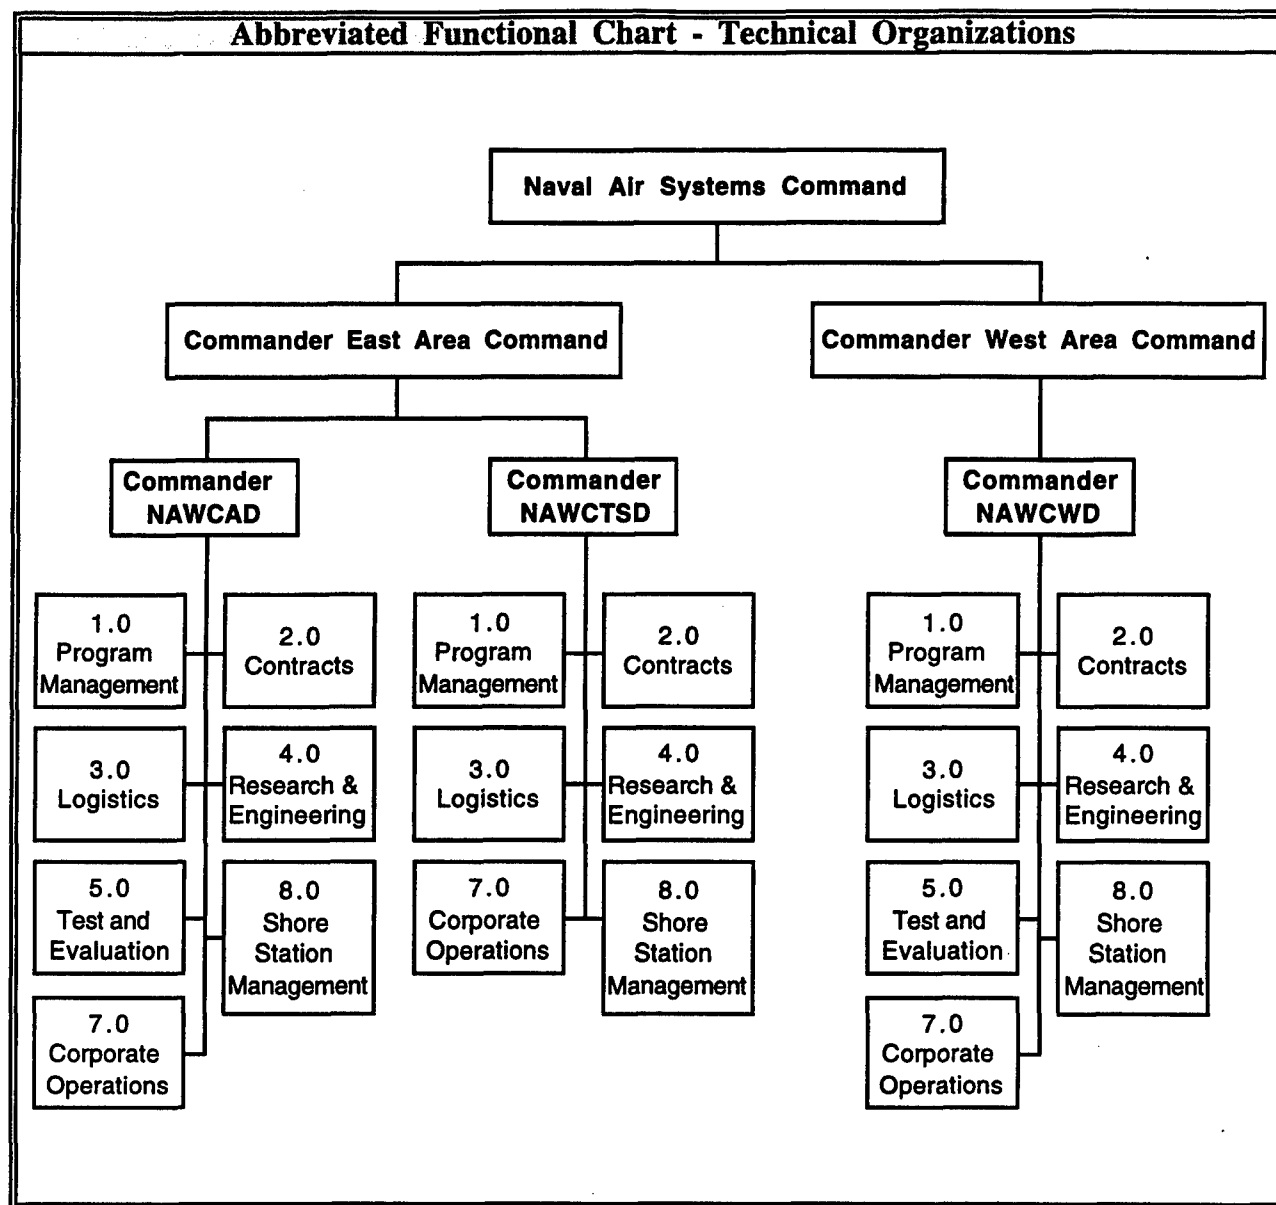 Abbreviated Functional Chart - Technical Organizations
Naval Air Systems Command
Commander East Area Command
Commander West Area Command
Commander
NAWCAD
Commander
NAWCTSD
Commander
NAWCWD
1.0
Program
Management
2.0
Contracts
3.0
Logistics
4.0
Research &
Engineering
5.0
Test and
Evaluation
8.0
Shore
Station
Management
7.0
Corporate
Operations
1.0
Program
Management
2.0
Contracts
3.0
Logistics
4.0
Research &
Engineering
7.0
Corporate
Operations
8.0
Shore
Station
Management
1.0
Program
Management
2.0
Contracts
3.0
Logistics
4.0
Research &
Engineering
5.0
Test and
Evaluation
8.0
Shore
Station
Management
7.0
Corporate
Operations